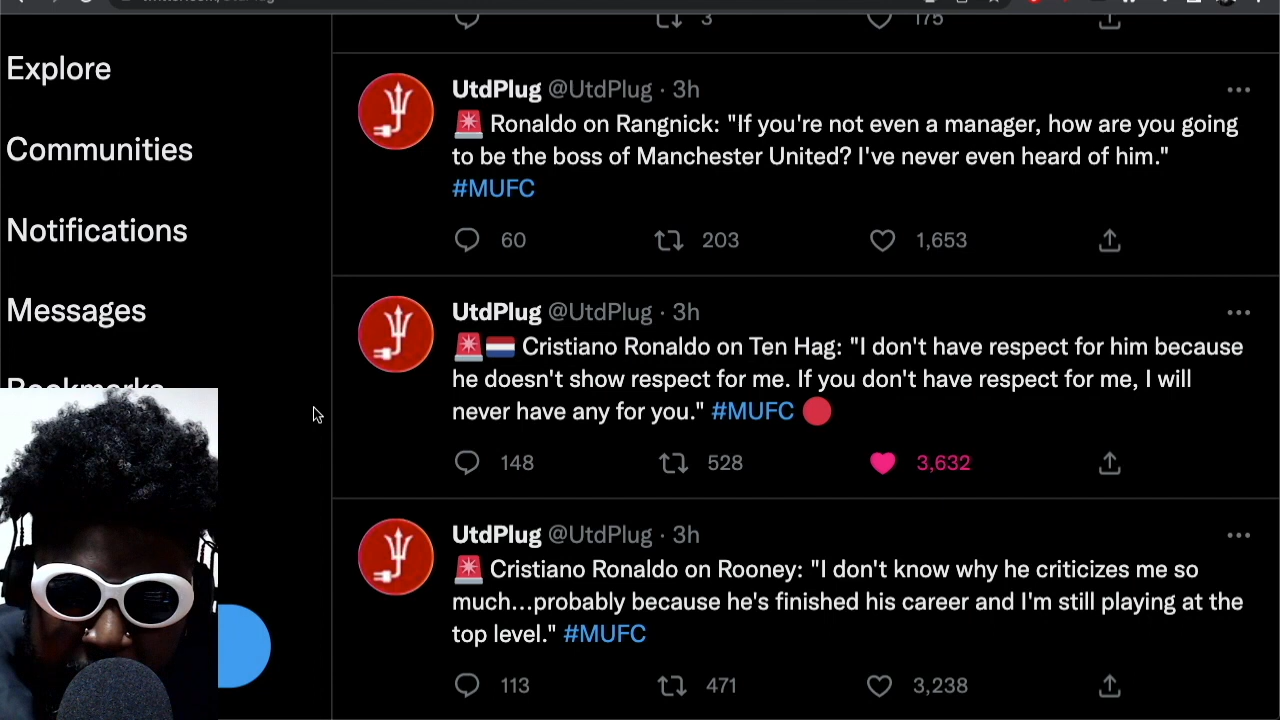 3
175
Explore
UtdPlug @UtdPlug · 3h
🚨 Ronaldo on Rangnick: "If you're not even a manager, how are you going
to be the boss of Manchester United? I've never even heard of him."
#MUFC
Communities
60 203 1,653
Notifications
UtdPlug @UtdPlug · 3h
🚨🇳🇱 Cristiano Ronaldo on Ten Hag: "I don't have respect for him because
he doesn't show respect for me. If you don't have respect for me, I will
never have any for you." #MUFC 🔴
Messages
Bookmarks
148 528 3,632
UtdPlug @UtdPlug · 3h
🚨 Cristiano Ronaldo on Rooney: "I don't know why he criticizes me so
much...probably because he's finished his career and I'm still playing at the
top level." #MUFC
113 471 3,238